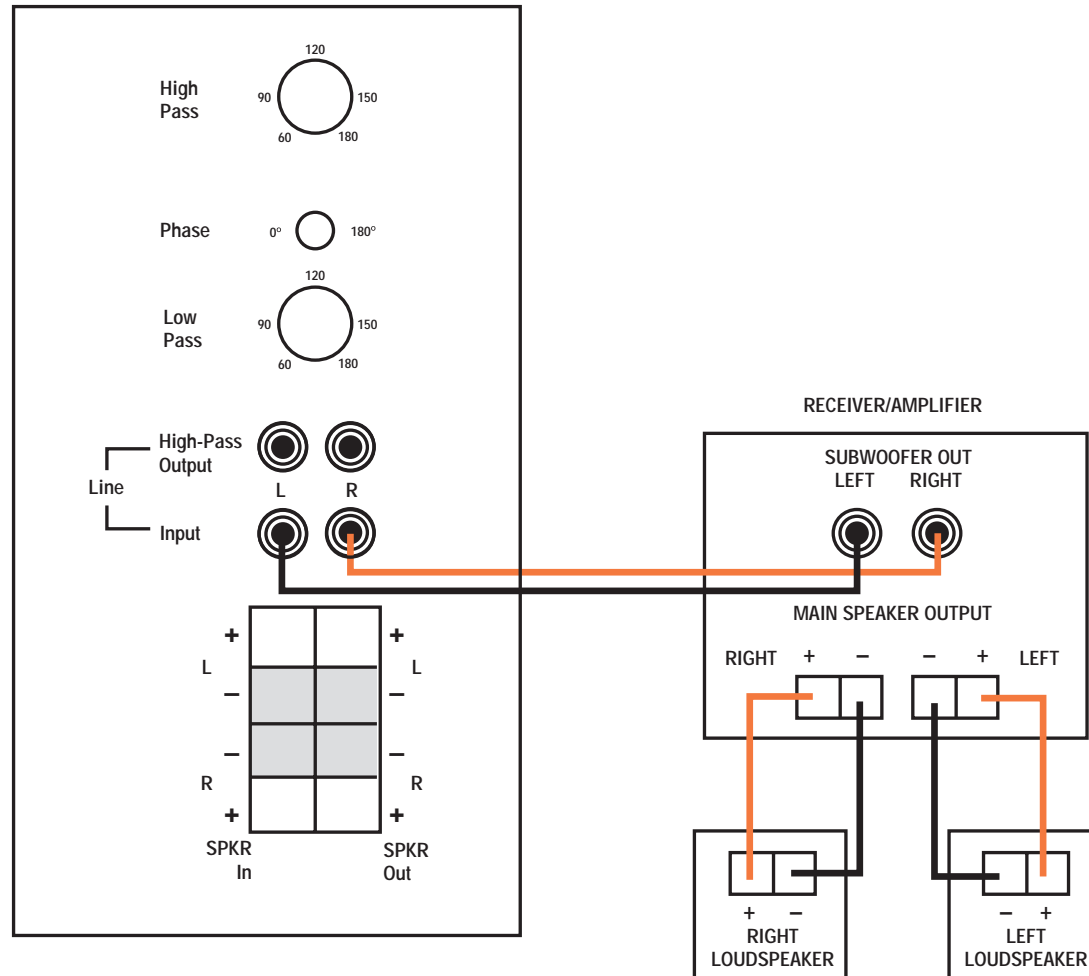 120
High
Pass
90
150
60
180
Phase
0°
180°
120
Low
Pass
90
150
60
180
High-Pass
Output
Line
L
R
Input
+
+
L
L
–
–
–
–
R
R
+
+
SPKR
In
SPKR
Out
RECEIVER/AMPLIFIER
SUBWOOFER OUT
LEFT RIGHT
MAIN SPEAKER OUTPUT
RIGHT + – – + LEFT
+ –
RIGHT
LOUDSPEAKER
– +
LEFT
LOUDSPEAKER